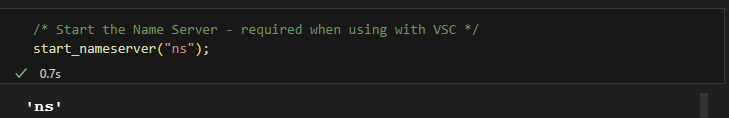 /* Start the Name Server - required when using with VSC */
start_nameserver("ns");
✓ 0.7s
'ns'